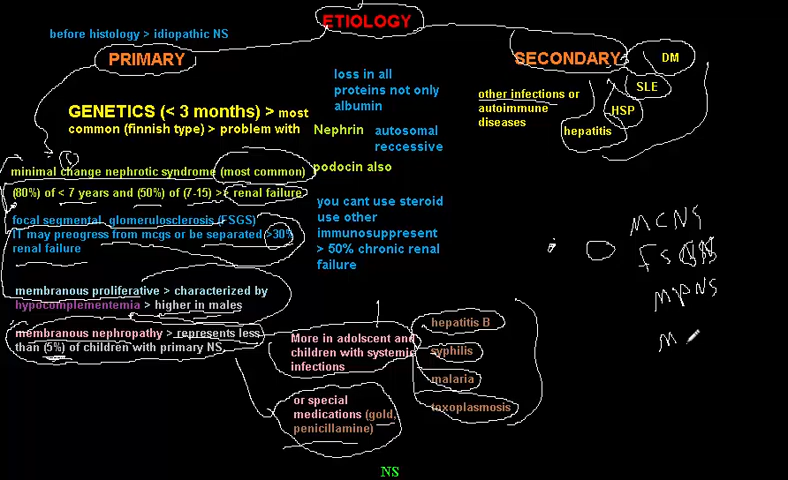 ETIOLOGY
before histology > idiopathic NS
PRIMARY
SECONDARY
DM
SLE
HSP
hepatitis
other infections or
autoimmune
diseases
loss in all
proteins not only
albumin
GENETICS (< 3 months) > most
common (finnish type) > problem with
Nephrin
autosomal
reccessive
podocin also
minimal change nephrotic syndrome (most common)
(80%) of < 7 years and (50%) of (7-15) >> renal failure
you cant use steroid
use other
immunosuppresent
> 50% chronic renal
failure
focal segmental glomerulosclerosis (FSGS)
IT may preogress from mcgs or be separated >30%
renal failure
membranous proliferative > characterized by
hypocomplementemia > higher in males
membranous nephropathy > represents less
than (5%) of children with primary NS
More in adolscent and
children with systemic
infections
hepatitis B
syphilis
malaria
toxoplasmosis
or special
medications (gold,
penicillamine)
MCNS
FS
MPNS
M
NS